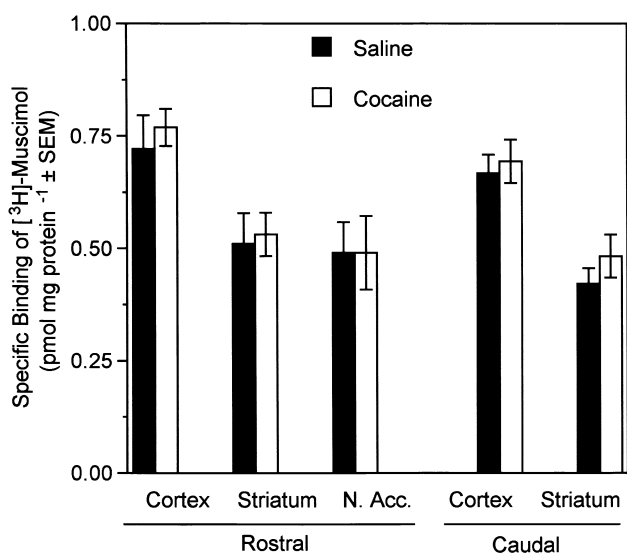 Specific Binding of [³H]-Muscimol
(pmol mg protein ⁻¹ ± SEM)
1.00
0.75
0.50
0.25
0.00
Saline
Cocaine
Cortex Striatum N. Acc. Cortex Striatum
Rostral Caudal